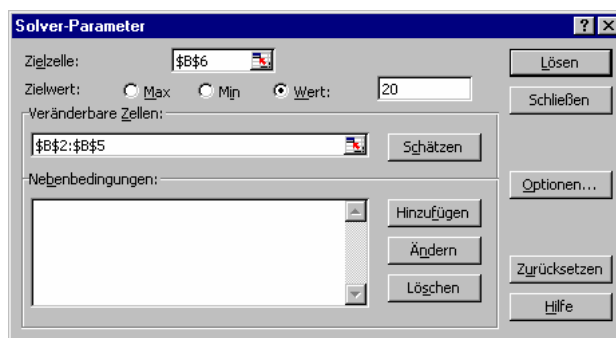 Solver-Parameter
Zielzelle: $B$6 Lösen
Zielwert: Max Min Wert: 20 Schließen
Veränderbare Zellen:
$B$2:$B$5 Schätzen
Nebenbedingungen: Optionen...
Hinzufügen
Ändern
Zurücksetzen
Löschen
Hilfe